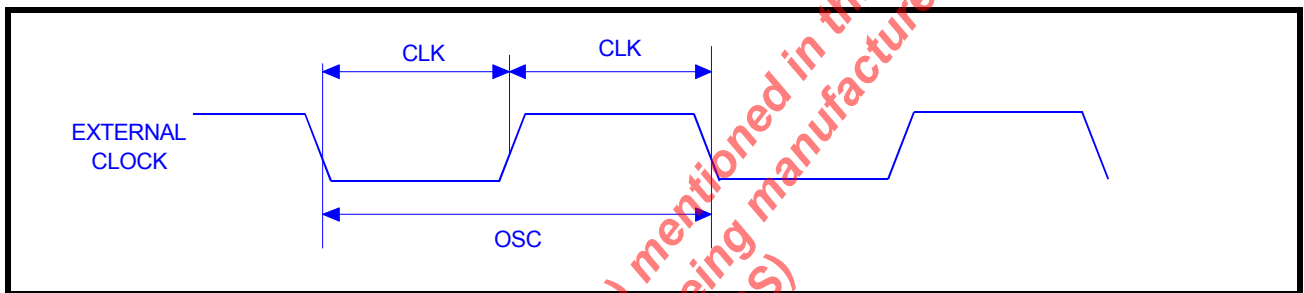 CLK
CLK
EXTERNAL
CLOCK
OSC
) mentioned in th
eing manufacture
S)